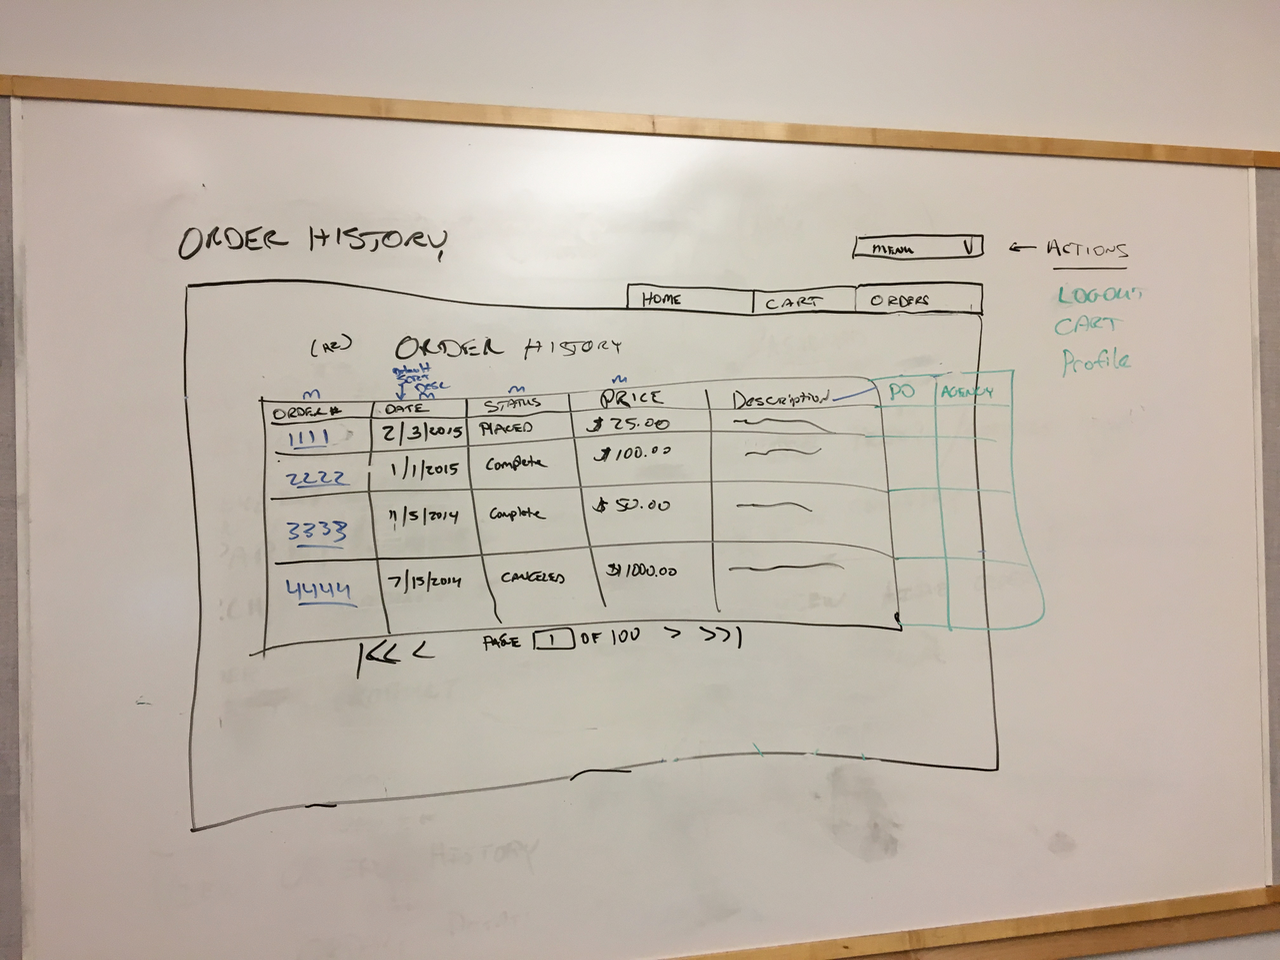 ORDER HISTORY
MENU V ← ACTIONS
LOGOUT
CART
Profile
HOME CART ORDERS
ORDER HISTORY
Default
SORT
DESC
ORDER # DATE STATUS PRICE Description PO AGENCY
1111 2/3/2015 PLACED $25.00
2222 1/1/2015 Complete $100.00
3333 11/5/2014 Complete $50.00
4444 7/15/2014 CANCELED $1000.00
|<< < PAGE 1 OF 100 > >>|